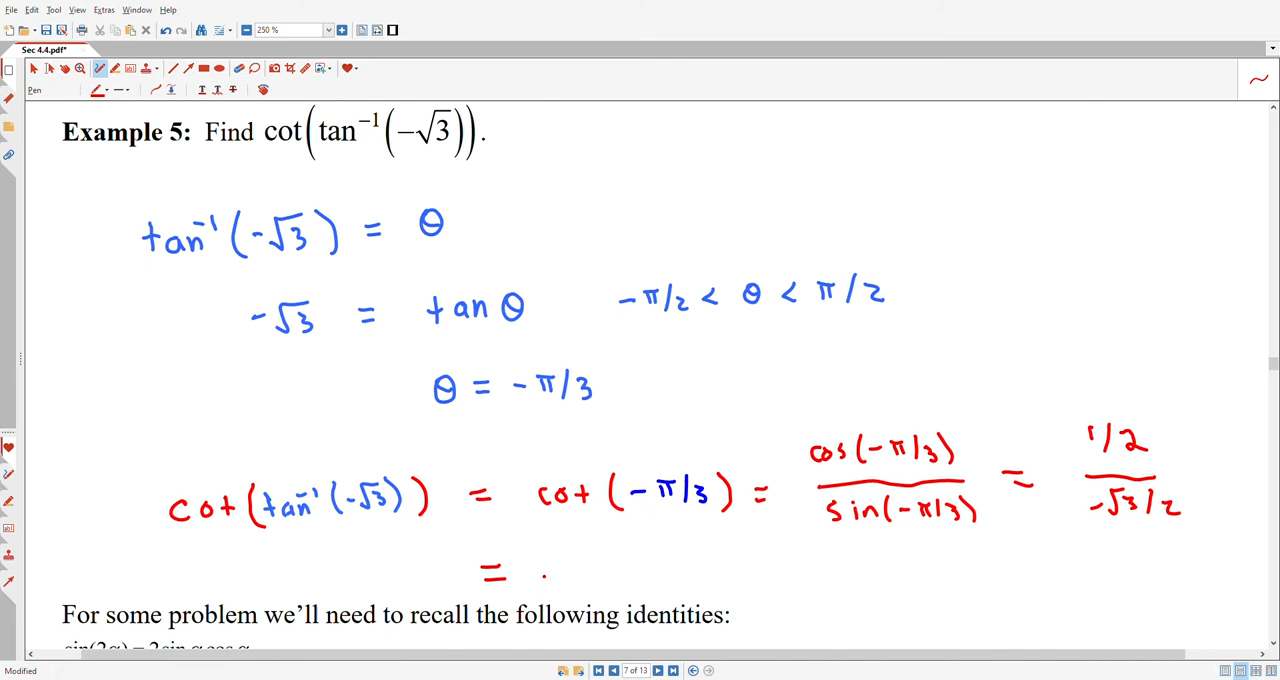 File Edit Tool View Extras Window Help
250 %
Sec 4.4.pdf*
Pen
Example 5: Find cot(tan⁻¹(−√3)).
tan⁻¹(-√3) = θ
-√3 = tan θ -π/2 < θ < π/2
θ = -π/3
cot(tan⁻¹(-√3)) = cot(-π/3) = cos(-π/3)/sin(-π/3) = 1/2/-√3/2
=
For some problem we'll need to recall the following identities:
Modified
7 of 13